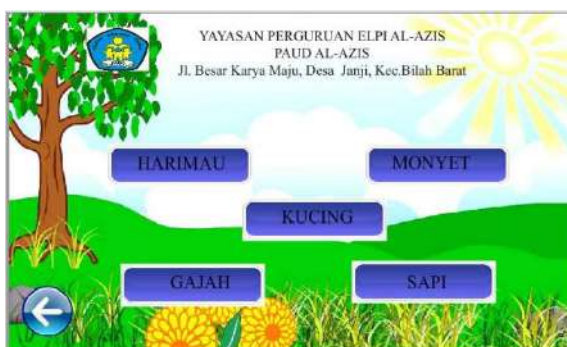 YAYASAN PERGURUAN ELPI AL-AZIS
PAUD AL-AZIS
Jl. Besar Karya Maju, Desa Janji, Kec.Bilah Barat
HARIMAU
MONYET
KUCING
GAJAH
SAPI